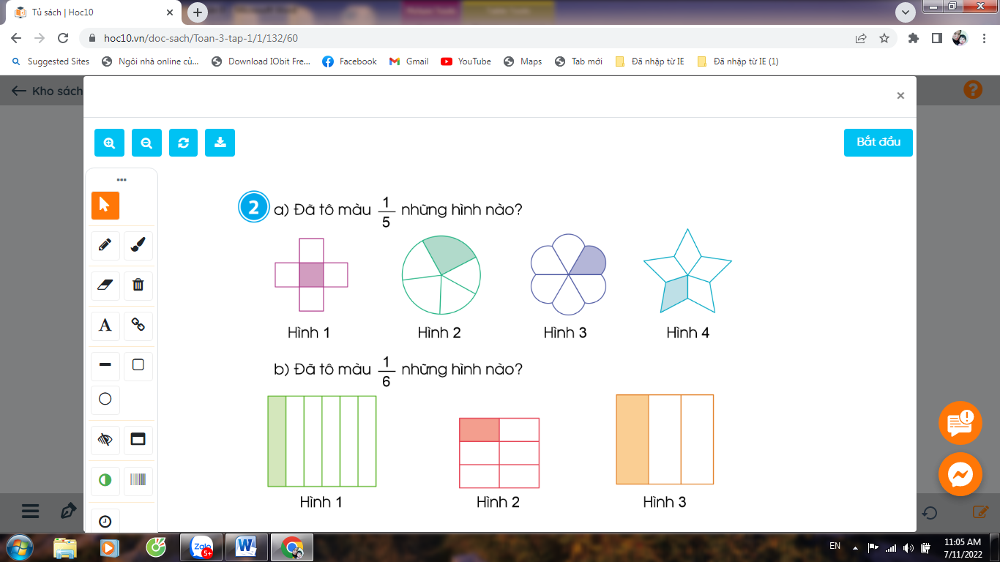 Tủ sách | Hoc10
hoc10.vn/doc-sach/Toan-3-tap-1/1/132/60
Suggested Sites
Ngôi nhà online củ...
Download IObit Fre...
Facebook
Gmail
YouTube
Maps
Tab mới
Đã nhập từ IE
Đã nhập từ IE (1)
Kho sách
Bắt đầu
2 a) Đã tô màu 1/5 những hình nào?
Hình 1
Hình 2
Hình 3
Hình 4
b) Đã tô màu 1/6 những hình nào?
Hình 1
Hình 2
Hình 3
Zalo
5+
EN
11:05 AM
7/11/2022